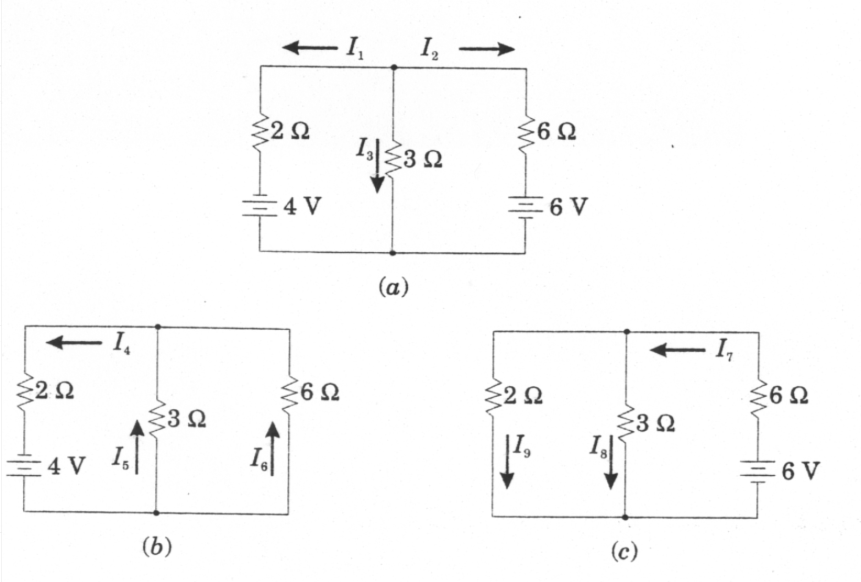 I₁ I₂
2 Ω I₃ 3 Ω 6 Ω
4 V 6 V
(a)
I₄
2 Ω 3 Ω 6 Ω
4 V I₅ I₆
(b)
I₇
2 Ω 3 Ω 6 Ω
I₉ I₈ 6 V
(c)